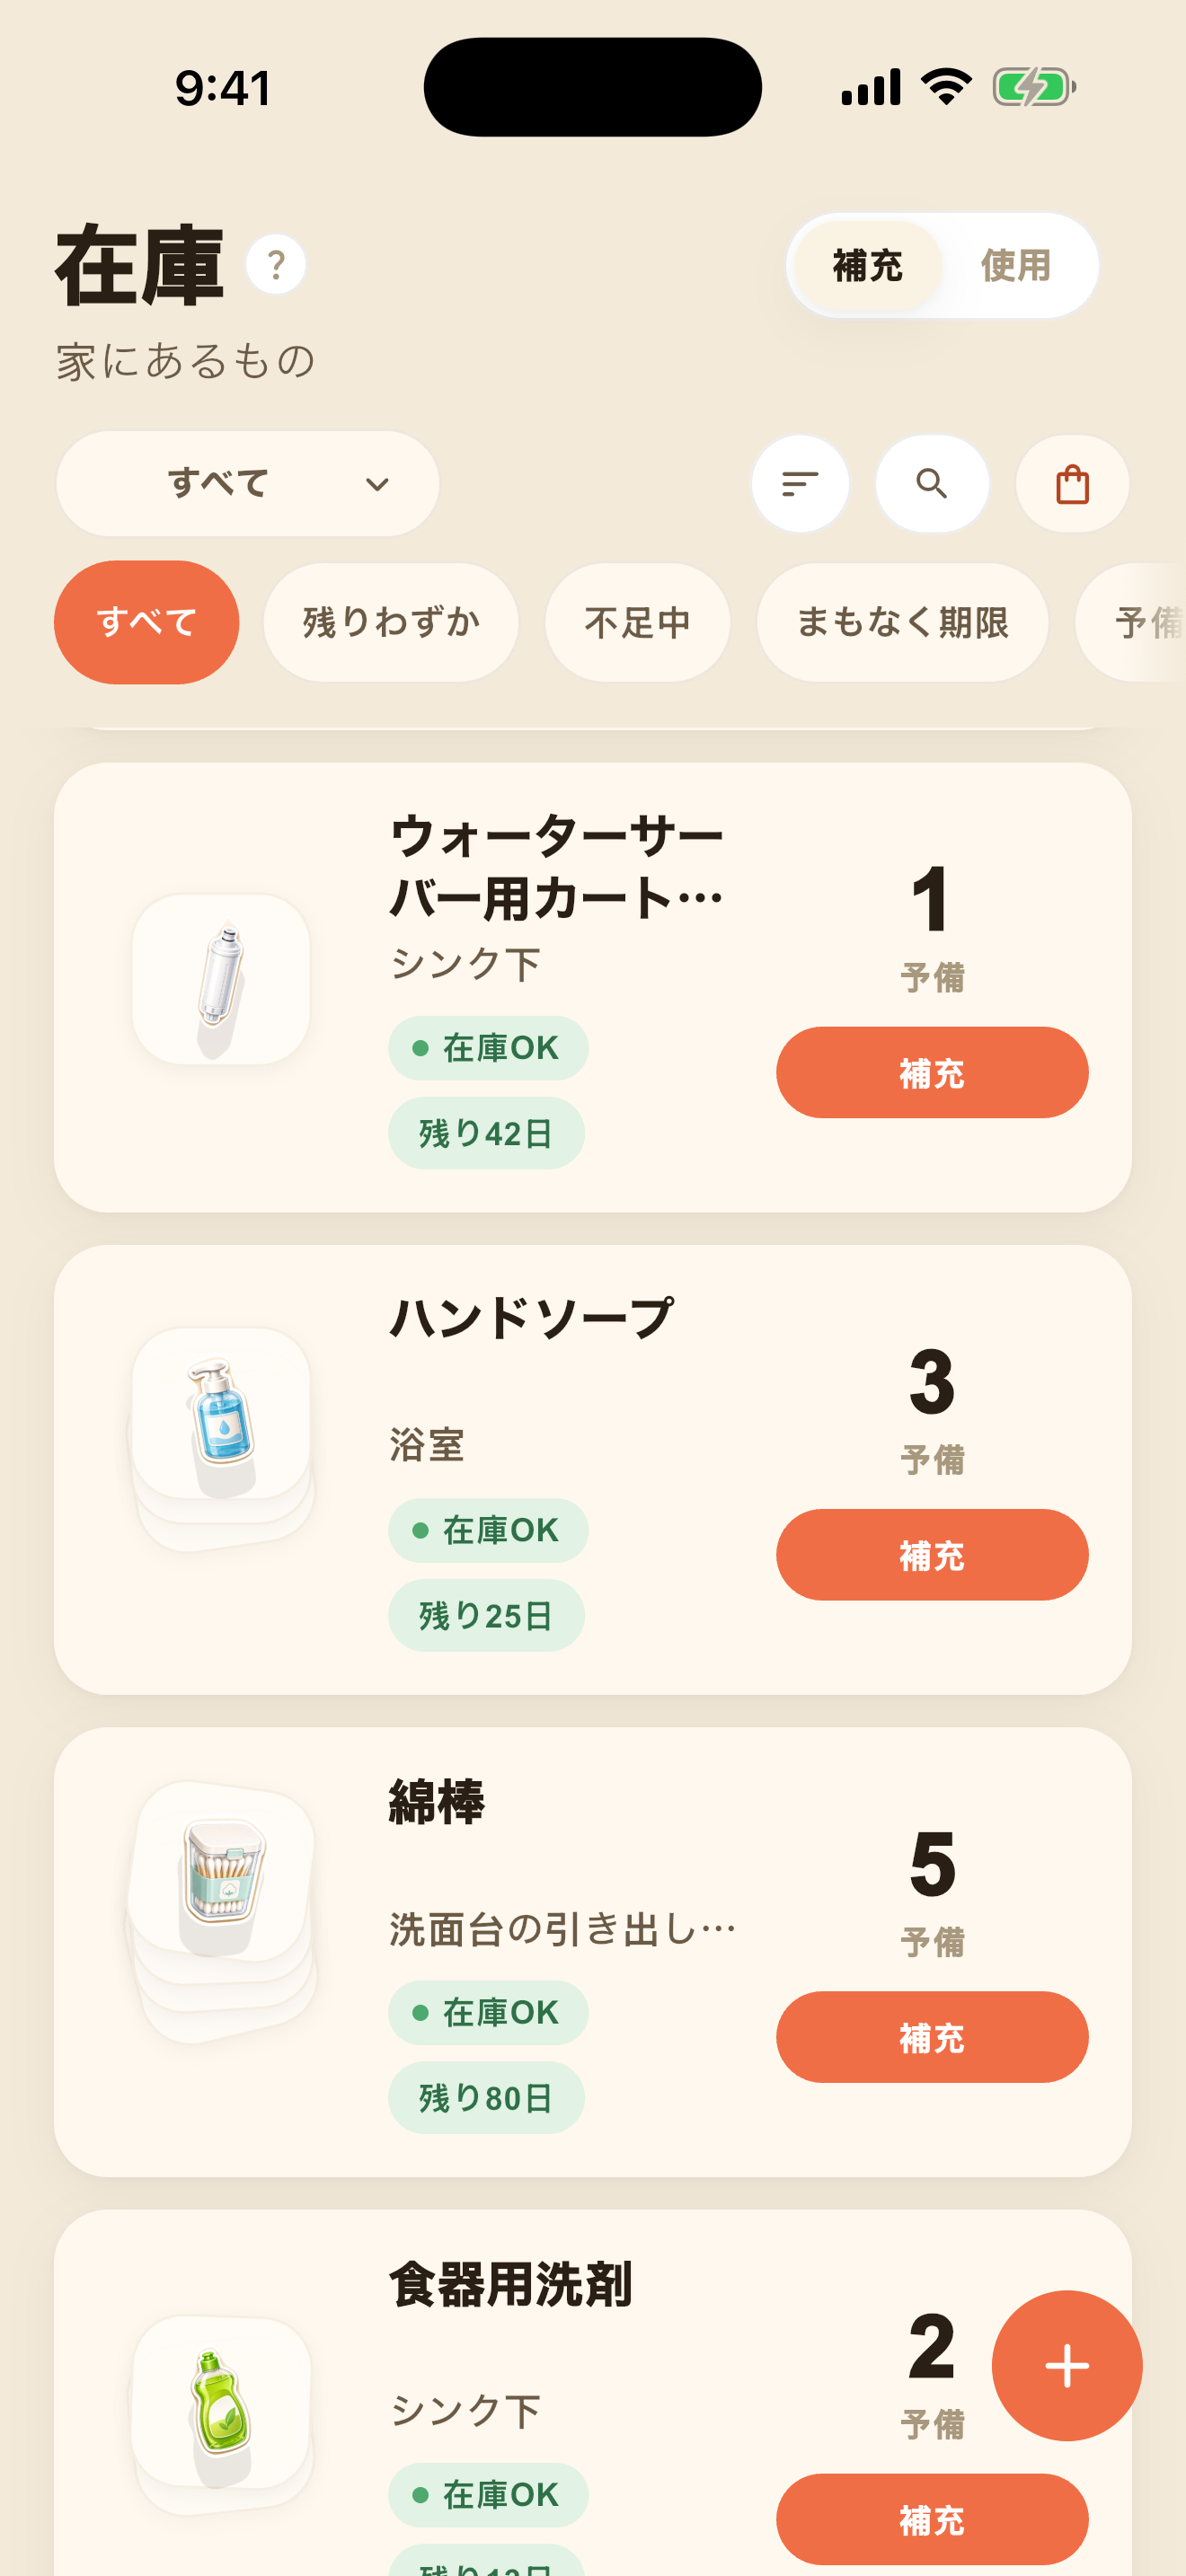 9:41
在庫 ?
補充 使用
家にあるもの
すべて
すべて 残りわずか 不足中 まもなく期限 予備
ウォーターサー
バー用カート…
シンク下
在庫OK
残り42日
1
予備
補充
ハンドソープ
浴室
在庫OK
残り25日
3
予備
補充
綿棒
洗面台の引き出し…
在庫OK
残り80日
5
予備
補充
食器用洗剤
シンク下
在庫OK
2
予備
補充